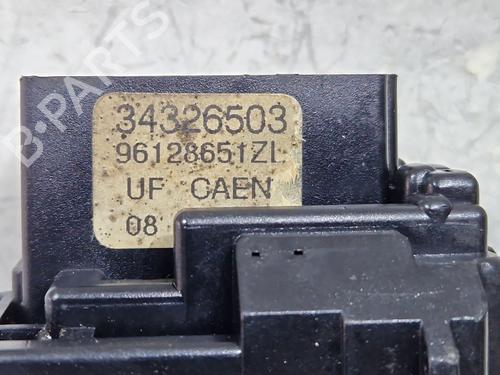 B-PARTS
34326503
96128651ZL
UF CAEN
08